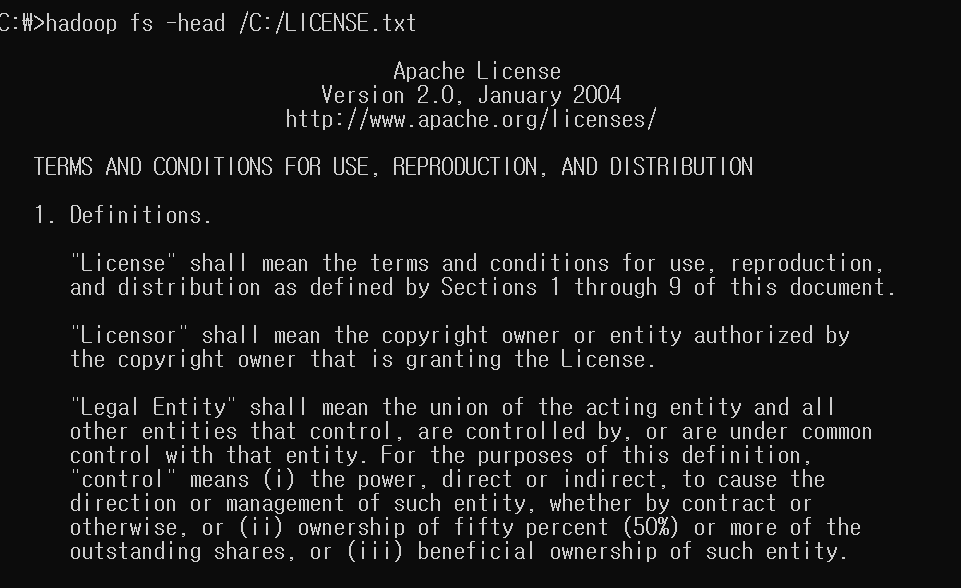 C:₩>hadoop fs -head /C:/LICENSE.txt
Apache License
Version 2.0, January 2004
http://www.apache.org/licenses/
TERMS AND CONDITIONS FOR USE, REPRODUCTION, AND DISTRIBUTION
1. Definitions.
"License" shall mean the terms and conditions for use, reproduction,
and distribution as defined by Sections 1 through 9 of this document.
"Licensor" shall mean the copyright owner or entity authorized by
the copyright owner that is granting the License.
"Legal Entity" shall mean the union of the acting entity and all
other entities that control, are controlled by, or are under common
control with that entity. For the purposes of this definition,
"control" means (i) the power, direct or indirect, to cause the
direction or management of such entity, whether by contract or
otherwise, or (ii) ownership of fifty percent (50%) or more of the
outstanding shares, or (iii) beneficial ownership of such entity.